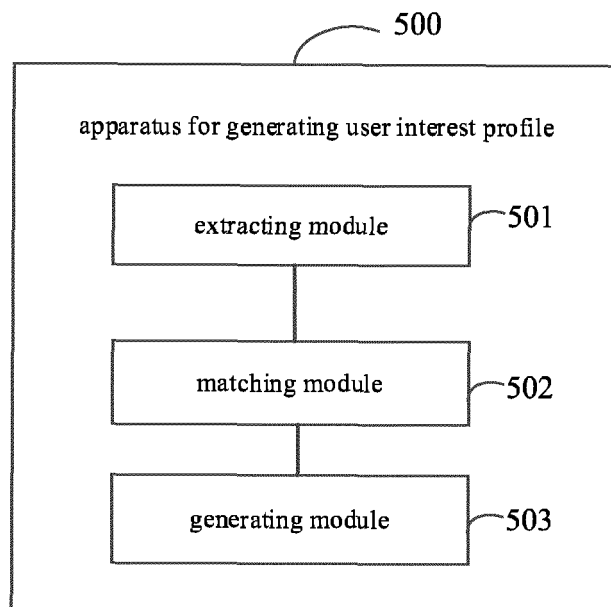 500
apparatus for generating user interest profile
extracting module
501
matching module
502
generating module
503